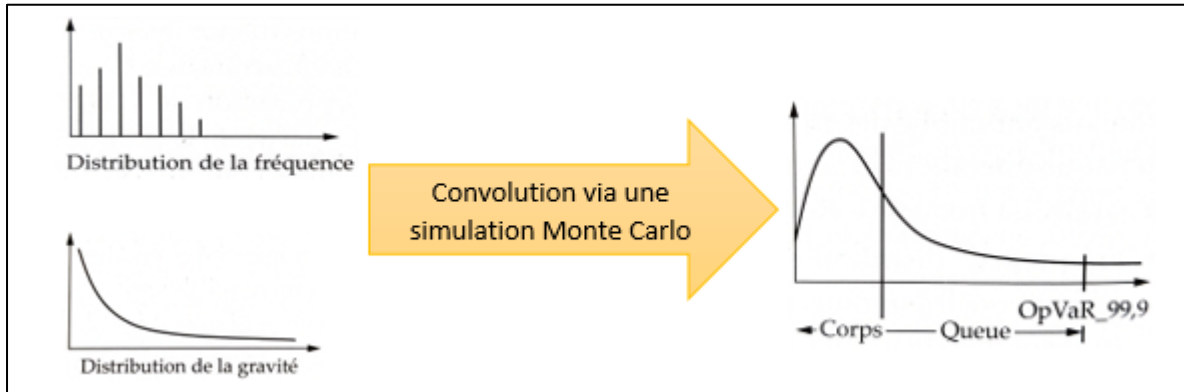 Distribution de la fréquence
Distribution de la gravité
Convolution via une
simulation Monte Carlo
OpVaR_99,9
Corps
Queue